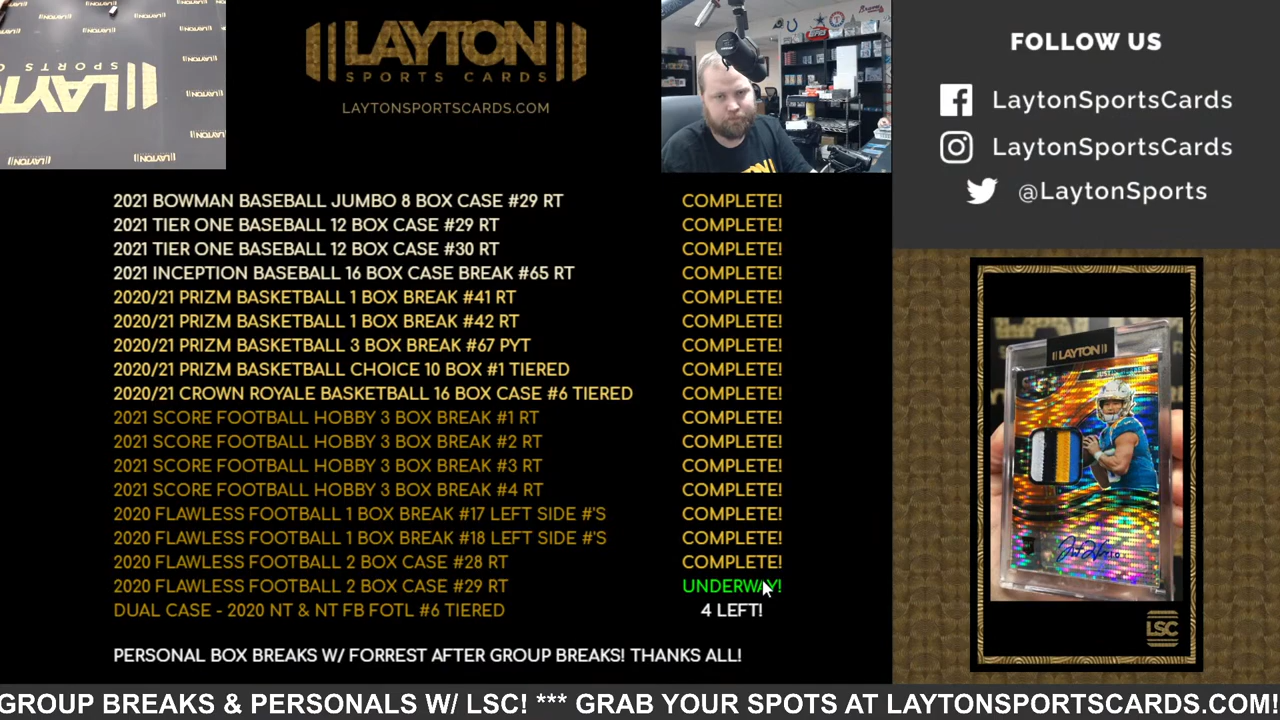 LAYTON
SPORTS CARDS
LAYTONSPORTSCARDS.COM
FOLLOW US
LaytonSportsCards
LaytonSportsCards
@LaytonSports
2021 BOWMAN BASEBALL JUMBO 8 BOX CASE #29 RT COMPLETE!
2021 TIER ONE BASEBALL 12 BOX CASE #29 RT COMPLETE!
2021 TIER ONE BASEBALL 12 BOX CASE #30 RT COMPLETE!
2021 INCEPTION BASEBALL 16 BOX CASE BREAK #65 RT COMPLETE!
2020/21 PRIZM BASKETBALL 1 BOX BREAK #41 RT COMPLETE!
2020/21 PRIZM BASKETBALL 1 BOX BREAK #42 RT COMPLETE!
2020/21 PRIZM BASKETBALL 3 BOX BREAK #67 PYT COMPLETE!
2020/21 PRIZM BASKETBALL CHOICE 10 BOX #1 TIERED COMPLETE!
2020/21 CROWN ROYALE BASKETBALL 16 BOX CASE #6 TIERED COMPLETE!
2021 SCORE FOOTBALL HOBBY 3 BOX BREAK #1 RT COMPLETE!
2021 SCORE FOOTBALL HOBBY 3 BOX BREAK #2 RT COMPLETE!
2021 SCORE FOOTBALL HOBBY 3 BOX BREAK #3 RT COMPLETE!
2021 SCORE FOOTBALL HOBBY 3 BOX BREAK #4 RT COMPLETE!
2020 FLAWLESS FOOTBALL 1 BOX BREAK #17 LEFT SIDE #'S COMPLETE!
2020 FLAWLESS FOOTBALL 1 BOX BREAK #18 LEFT SIDE #'S COMPLETE!
2020 FLAWLESS FOOTBALL 2 BOX CASE #28 RT COMPLETE!
2020 FLAWLESS FOOTBALL 2 BOX CASE #29 RT UNDERWAY!
DUAL CASE - 2020 NT & NT FB FOTL #6 TIERED 4 LEFT!
PERSONAL BOX BREAKS W/ FORREST AFTER GROUP BREAKS! THANKS ALL!
LAYTON
LSC
GROUP BREAKS & PERSONALS W/ LSC! *** GRAB YOUR SPOTS AT LAYTONSPORTSCARDS.COM!